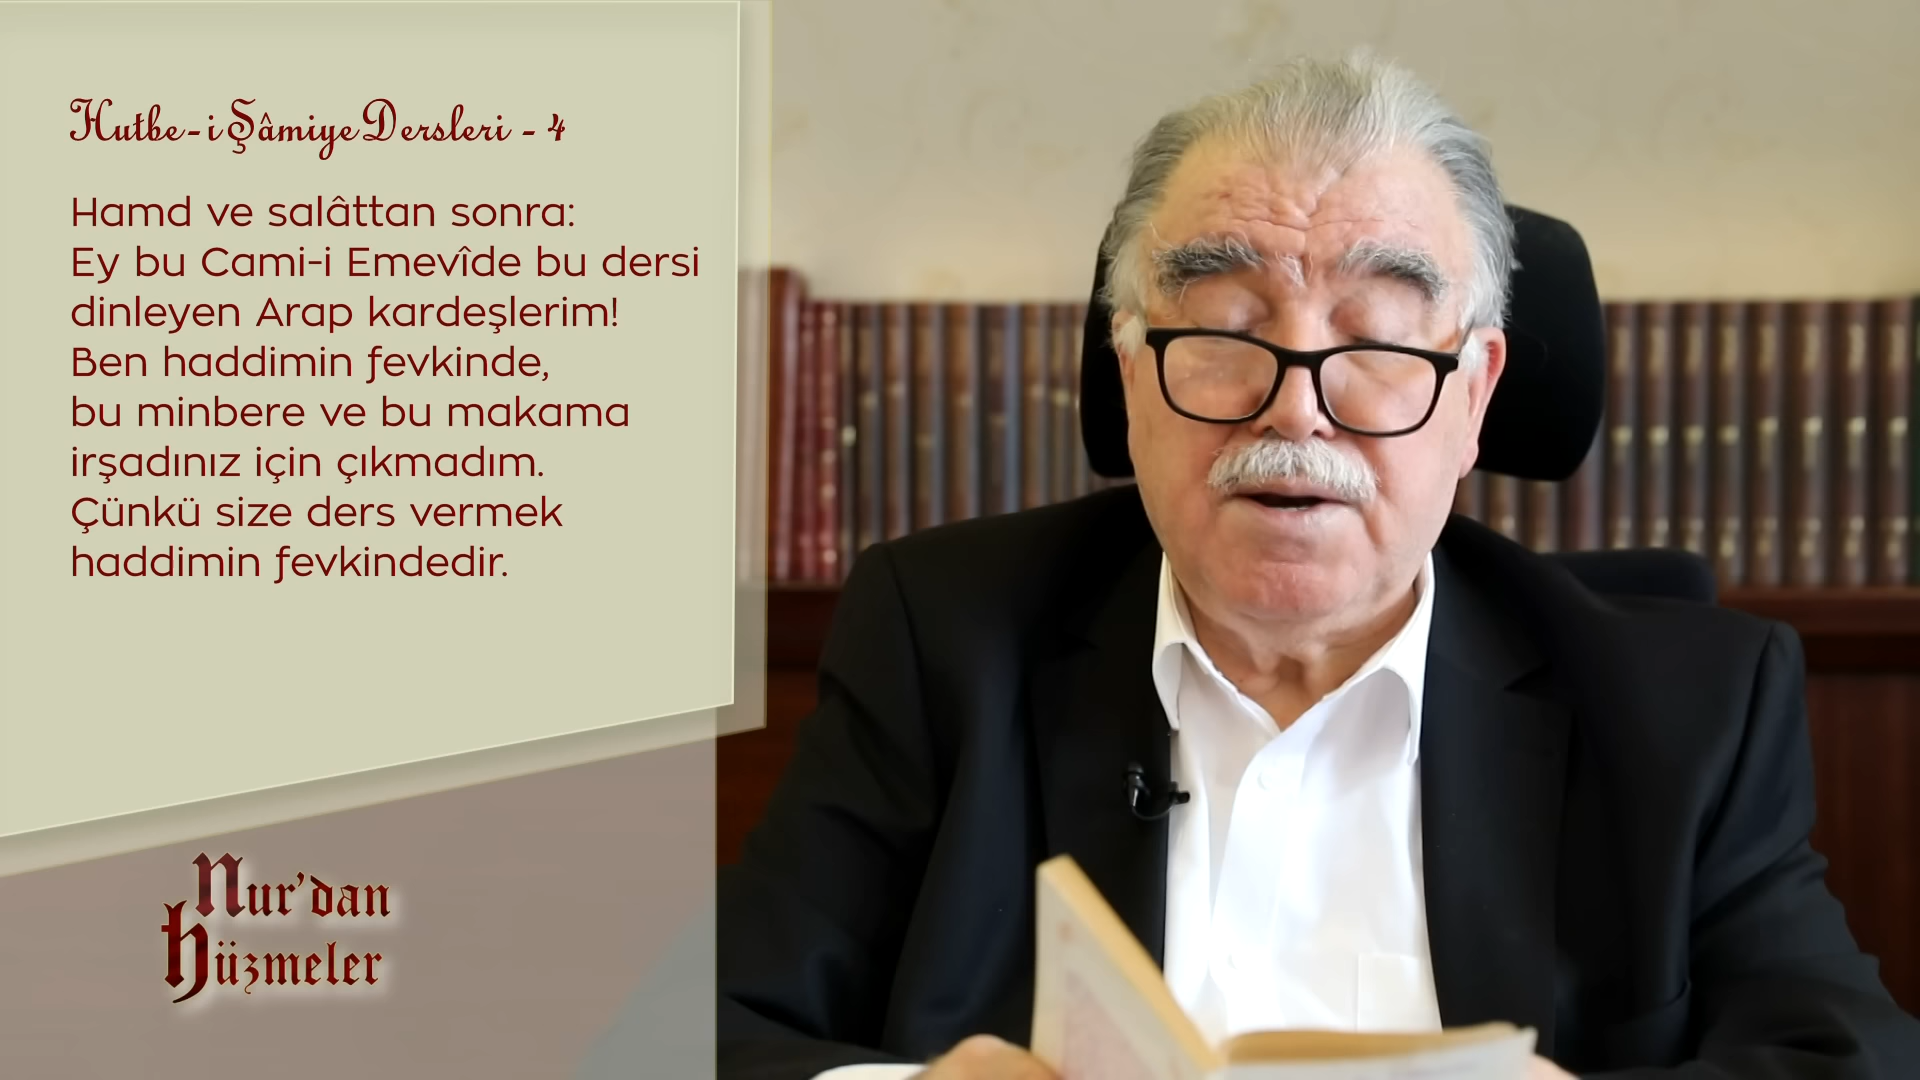 Hutbe-i Şâmiye Dersleri - 4
Hamd ve salâttan sonra:
Ey bu Cami-i Emevîde bu dersi
dinleyen Arap kardeşlerim!
Ben haddimin fevkinde,
bu minbere ve bu makama
irşadınız için çıkmadım.
Çünkü size ders vermek
haddimin fevkindedir.
Nur'dan
Hüzmeler